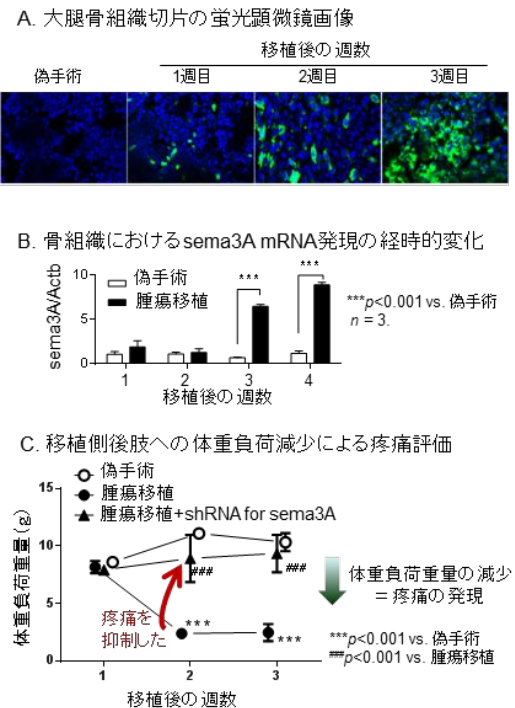 A. 大腿骨組織切片の蛍光顕微鏡画像
移植後の週数
偽手術 1週目 2週目 3週目
B. 骨組織におけるsema3A mRNA発現の経時的変化
sema3A/Actb
10
5
0
偽手術
腫瘍移植
*** ***
***p<0.001 vs. 偽手術
n = 3.
1 2 3 4
移植後の週数
C. 移植側後肢への体重負荷減少による疼痛評価
偽手術
腫瘍移植
腫瘍移植+shRNA for sema3A
体重負荷重量(g)
15
10
5
0
###
###
疼痛を
抑制した
***
***
体重負荷重量の減少
= 疼痛の発現
***p<0.001 vs. 偽手術
###p<0.001 vs. 腫瘍移植
1 2 3
移植後の週数